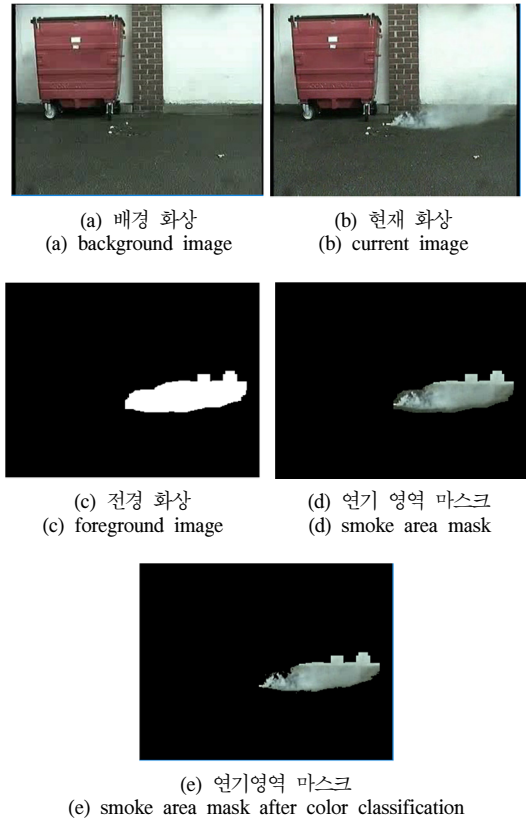 (a) 배경 화상
(a) background image
(b) 현재 화상
(b) current image
(c) 전경 화상
(c) foreground image
(d) 연기 영역 마스크
(d) smoke area mask
(e) 연기영역 마스크
(e) smoke area mask after color classification